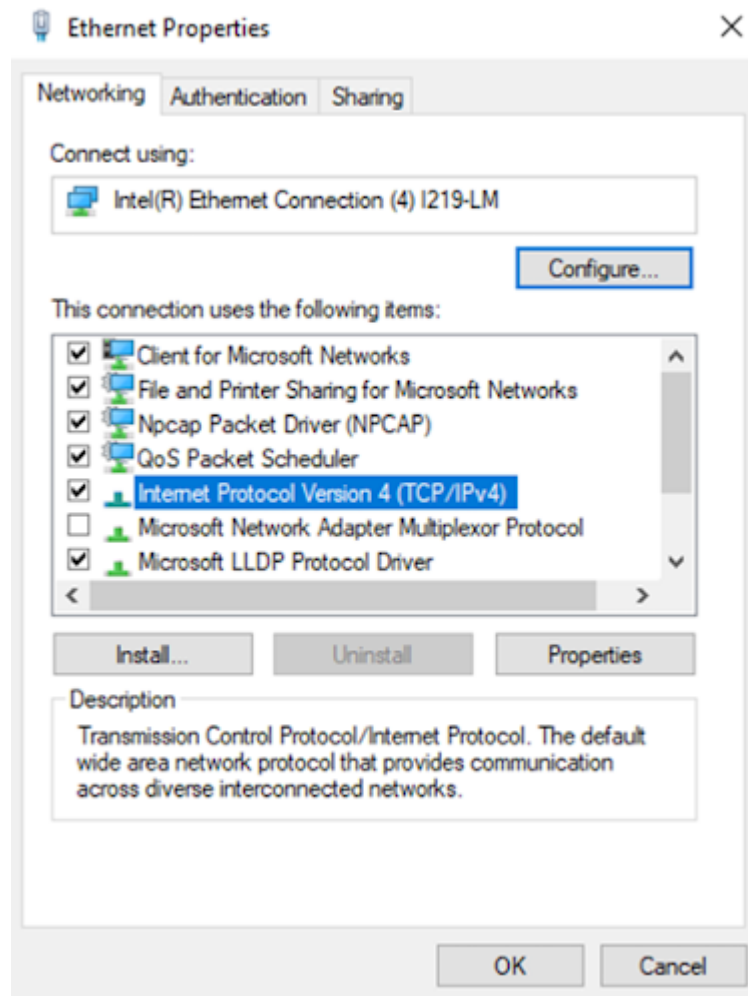 Ethernet Properties
Networking Authentication Sharing
Connect using:
Intel(R) Ethernet Connection (4) I219-LM
Configure...
This connection uses the following items:
Client for Microsoft Networks
File and Printer Sharing for Microsoft Networks
Npcap Packet Driver (NPCAP)
QoS Packet Scheduler
Internet Protocol Version 4 (TCP/IPv4)
Microsoft Network Adapter Multiplexor Protocol
Microsoft LLDP Protocol Driver
Install... Uninstall Properties
Description
Transmission Control Protocol/Internet Protocol. The default
wide area network protocol that provides communication
across diverse interconnected networks.
OK Cancel